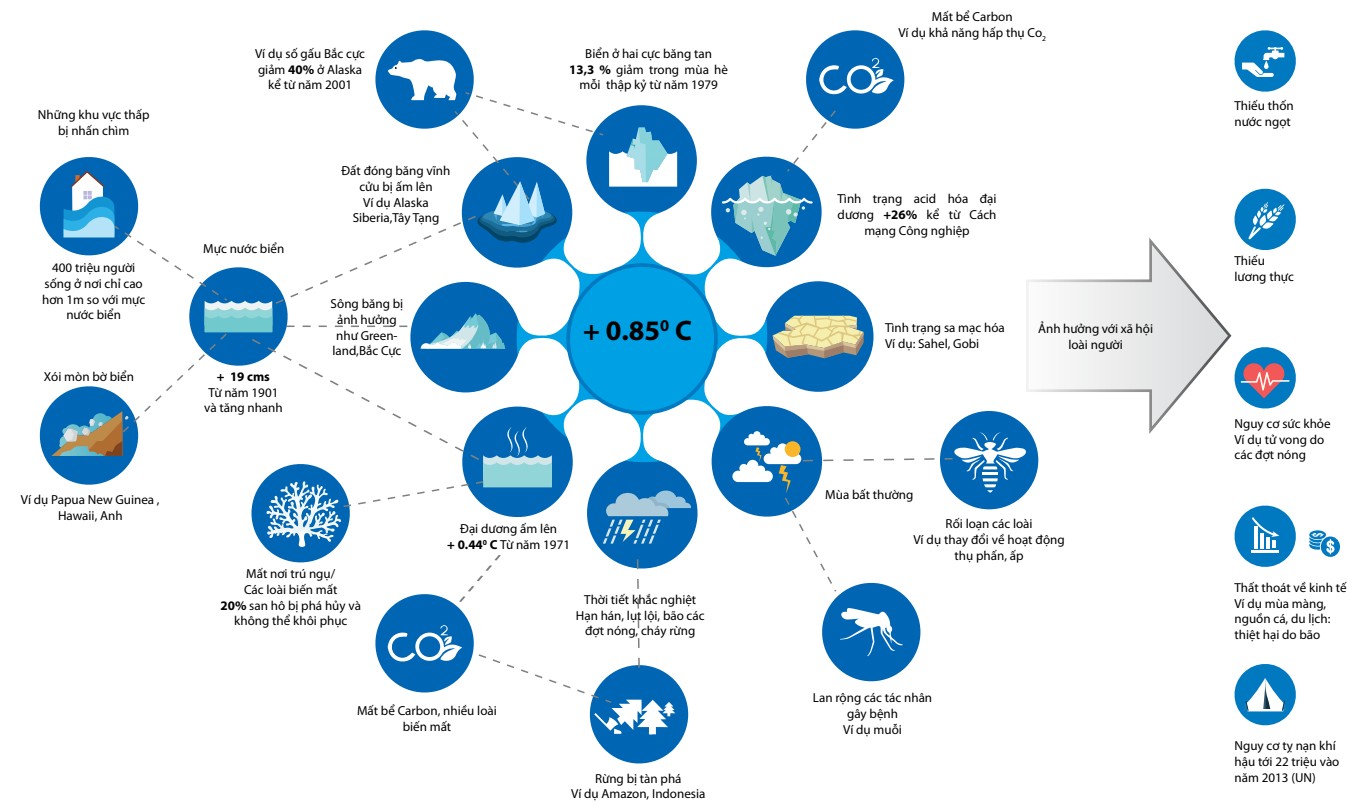 Ví dụ số gấu Bắc cực
giảm 40% ở Alaska
kể từ năm 2001
Biển ở hai cực băng tan
13,3 % giảm trong mùa hè
mỗi thập kỷ từ năm 1979
Mất bể Carbon
Ví dụ khả năng hấp thụ Co₂
CO2
Những khu vực thấp
bị nhấn chìm
400 triệu người
sống ở nơi chỉ cao
hơn 1m so với mực
nước biển
Đất đóng băng vĩnh
cửu bị ấm lên
Ví dụ Alaska
Siberia,Tây Tạng
Tình trạng acid hóa đại
dương +26% kể từ Cách
mạng Công nghiệp
Mực nước biển
+ 19 cms
Từ năm 1901
và tăng nhanh
Sông băng bị
ảnh hưởng
như Green-
land,Bắc Cực
+ 0.85⁰ C
Tình trạng sa mạc hóa
Ví dụ: Sahel, Gobi
Xói mòn bờ biển
Ví dụ Papua New Guinea ,
Hawaii, Anh
Đại dương ấm lên
+ 0.44⁰ C Từ năm 1971
Mùa bất thường
Rối loạn các loài
Ví dụ thay đổi về hoạt động
thụ phấn, ấp
Mất nơi trú ngụ/
Các loài biến mất
20% san hô bị phá hủy và
không thể khôi phục
Thời tiết khắc nghiệt
Hạn hán, lụt lội, bão các
đợt nóng, cháy rừng
CO2
Mất bể Carbon, nhiều loài
biến mất
Rừng bị tàn phá
Ví dụ Amazon, Indonesia
Lan rộng các tác nhân
gây bệnh
Ví dụ muỗi
Ảnh hưởng với xã hội
loài người
Thiếu thốn
nước ngọt
Thiếu
lương thực
Nguy cơ sức khỏe
Ví dụ tử vong do
các đợt nóng
$
Thất thoát về kinh tế
Ví dụ mùa màng,
nguồn cá, du lịch:
thiệt hại do bão
Nguy cơ tỵ nạn khí
hậu tới 22 triệu vào
năm 2013 (UN)